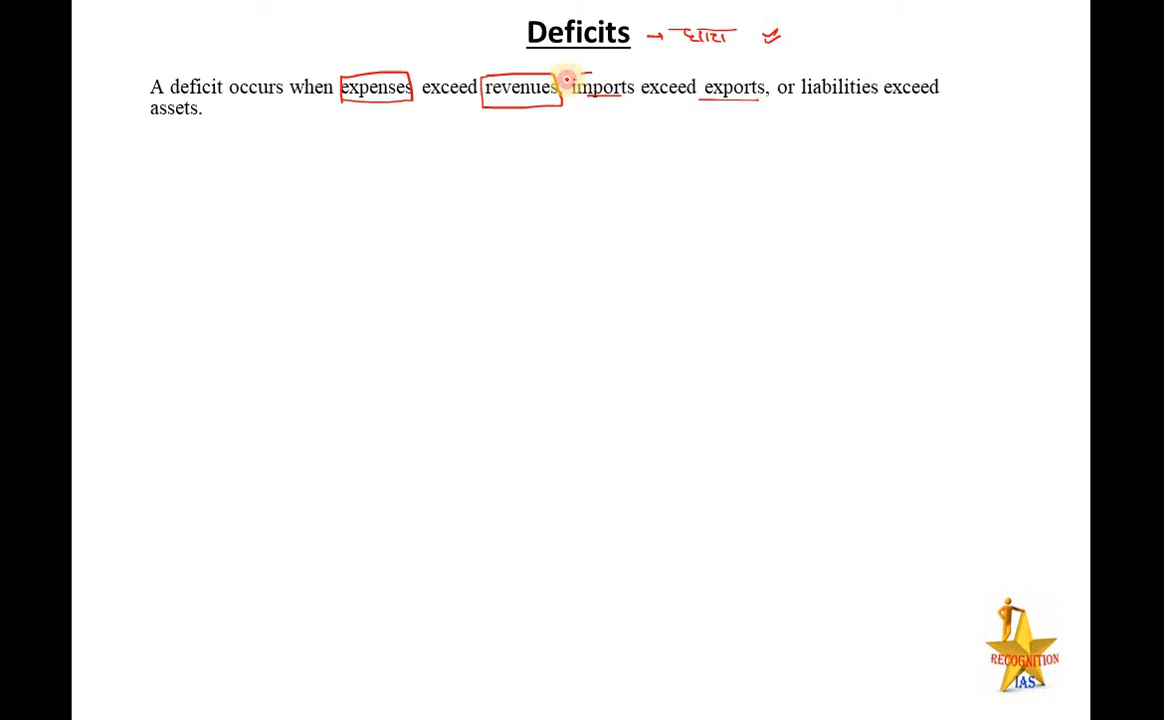 Deficits → घाटा
A deficit occurs when expenses exceed revenues, imports exceed exports, or liabilities exceed
assets.
RECOGNITION
IAS